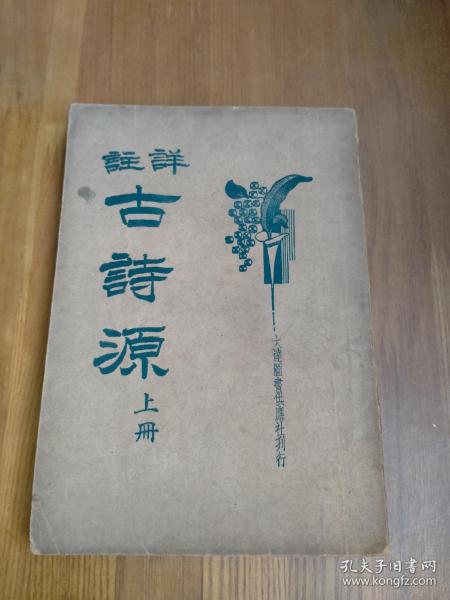 詳註
古詩源
上冊
大達圖書供應社刊行
孔夫子旧书网
www.kongfz.com